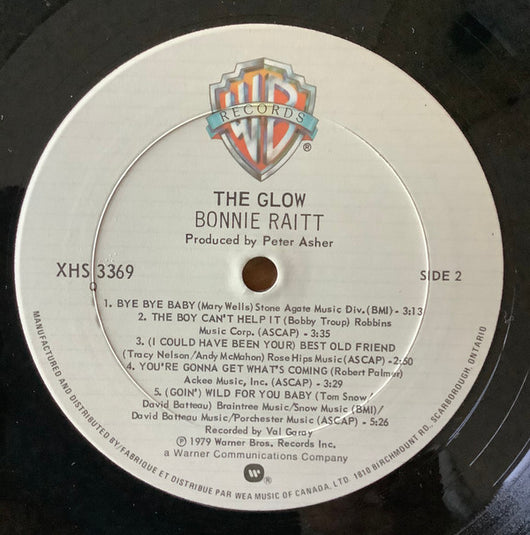 WB
RECORDS
®
THE GLOW
BONNIE RAITT
Produced by Peter Asher
XHS 3369
SIDE 2
1. BYE BYE BABY (Mary Wells) Stone Agate Music Div. (BMI) - 3:13
2. THE BOY CAN'T HELP IT (Bobby Troup) Robbins
Music Corp. (ASCAP) - 3:35
3. (I COULD HAVE BEEN YOUR) BEST OLD FRIEND
(Tracy Nelson/Andy McMahon) Rose Hips Music (ASCAP) - 2:50
4. YOU'RE GONNA GET WHAT'S COMING (Robert Palmer)
Ackee Music, Inc. (ASCAP) - 3:29
5. (GOIN') WILD FOR YOU BABY (Tom Snow/
David Batteau) Braintree Music/Snow Music (BMI)/
David Batteau Music/Porchester Music (ASCAP) - 5:26
Recorded by Val Garay
℗ 1979 Warner Bros. Records Inc.
a Warner Communications Company
®
MANUFACTURED AND DISTRIBUTED BY/FABRIQUE ET DISTRIBUE PAR WEA MUSIC OF CANADA, LTD. 1810 BIRCHMOUNT RD., SCARBOROUGH, ONTARIO